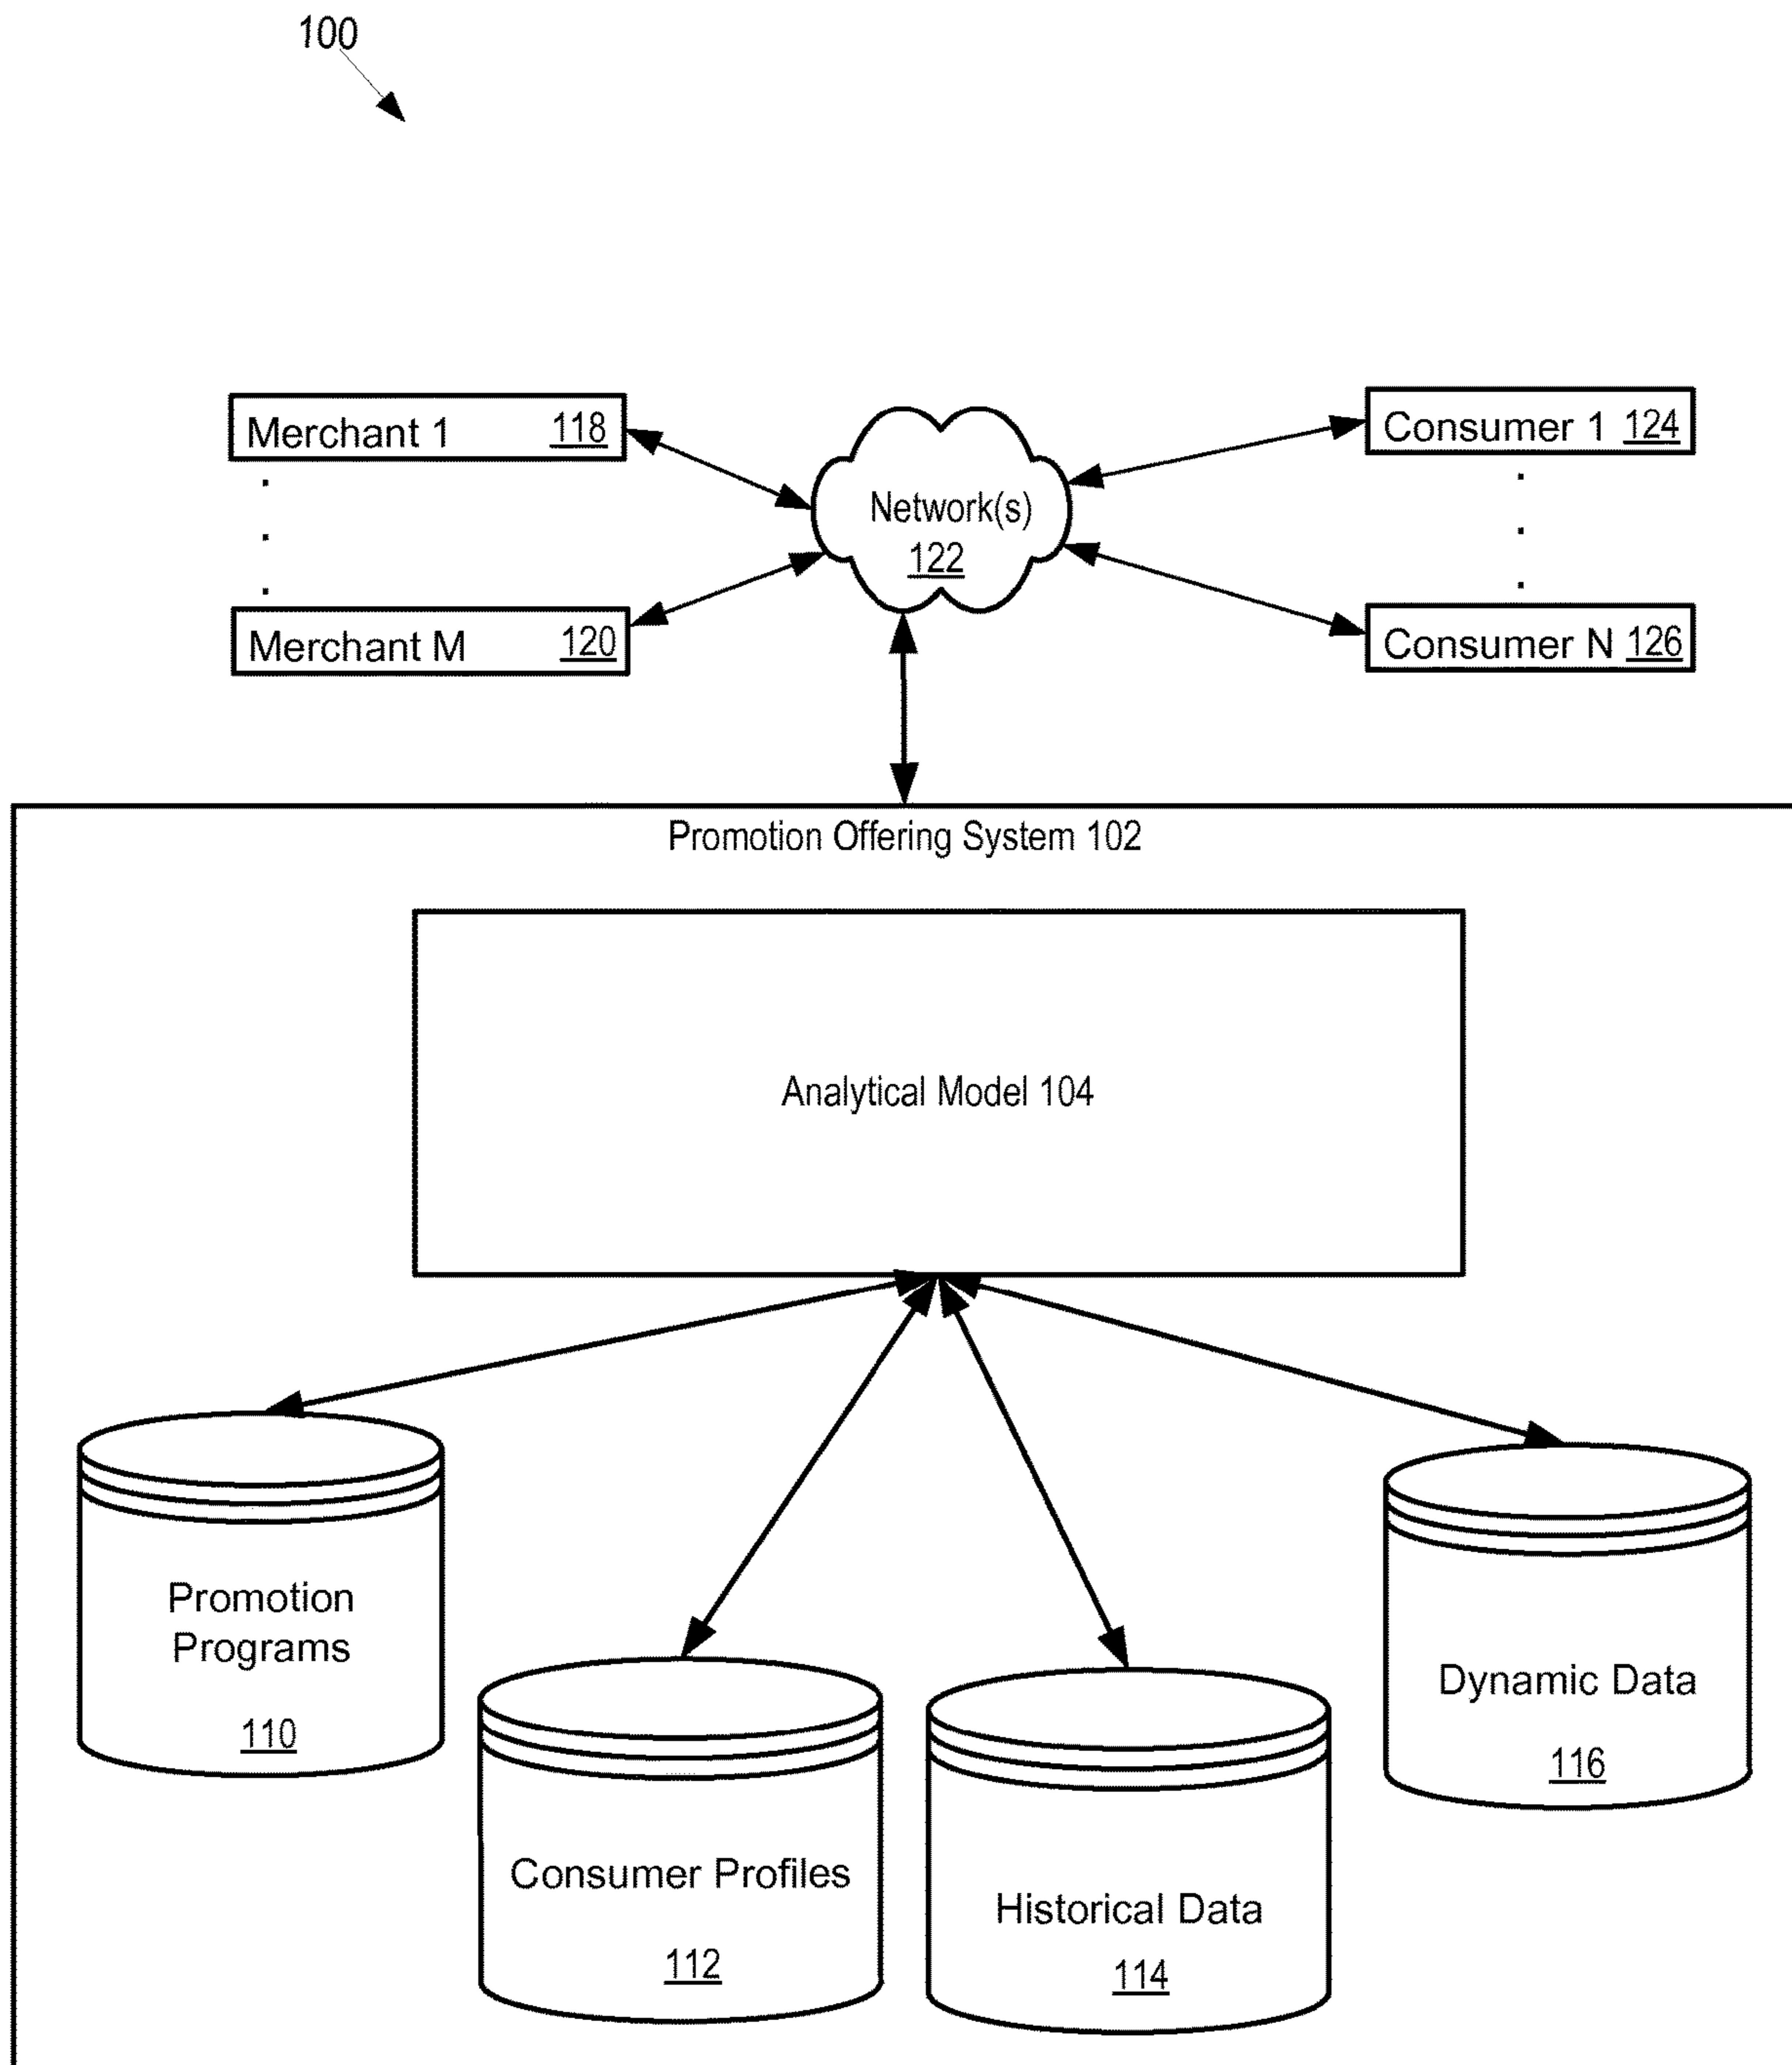 100
Merchant 1 118
Consumer 1 124
Network(s)
122
Merchant M 120
Consumer N 126
Promotion Offering System 102
Analytical Model 104
Promotion
Programs
110
Dynamic Data
116
Consumer Profiles
112
Historical Data
114